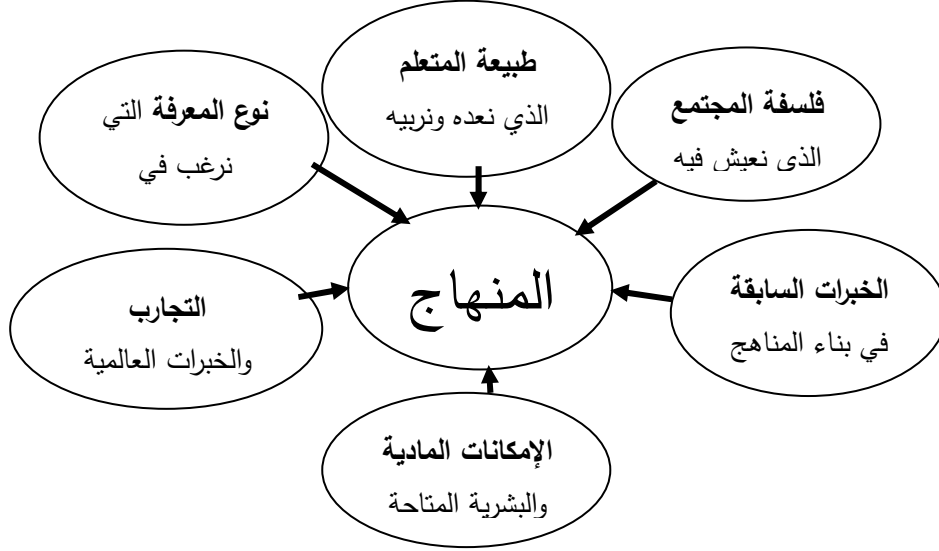 طبيعة المتعلم
الذي نعده ونربيه
فلسفة المجتمع
الذي نعيش فيه
نوع المعرفة التي
نرغب في
المنهاج
الخبرات السابقة
في بناء المناهج
التجارب
والخبرات العالمية
الإمكانات المادية
والبشرية المتاحة